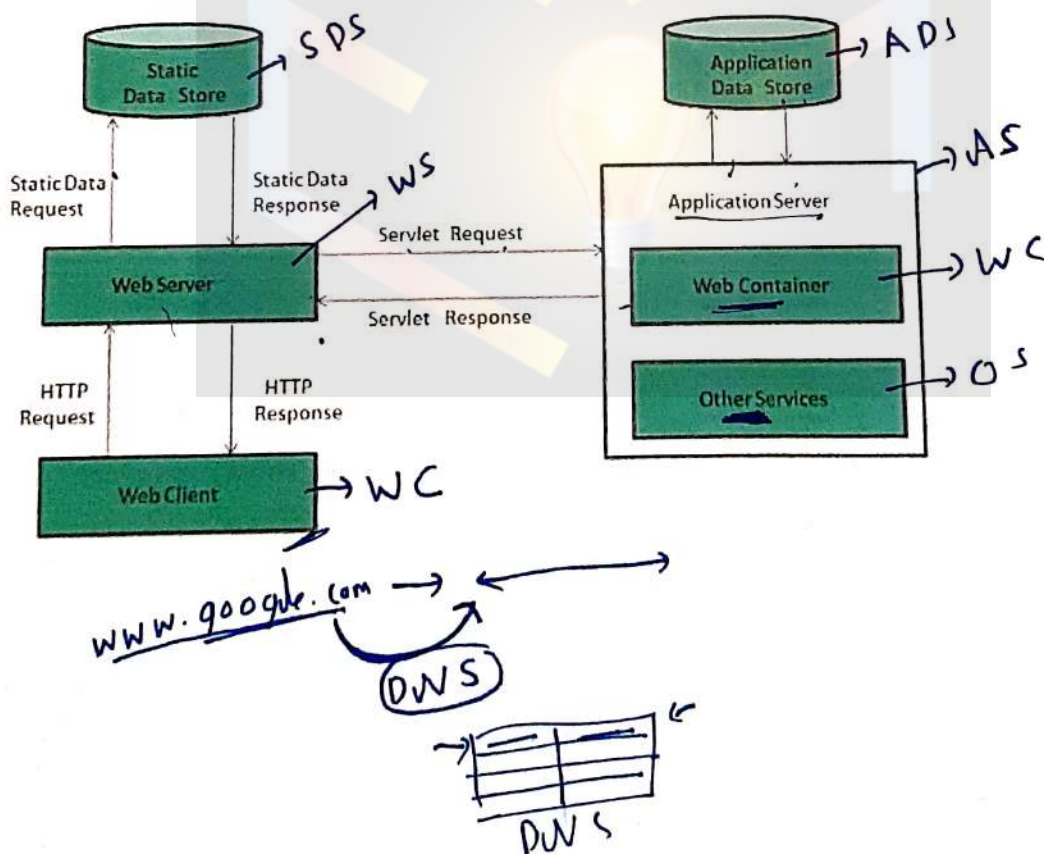 Static
Data Store
SDS
Application
Data Store
ADS
Static Data
Request
Static Data
Response
WS
AS
Application Server
Servlet Request
Web Server
Web Container
WC
Servlet Response
HTTP
Request
HTTP
Response
Other Services
OS
Web Client
WC
www.google.com
DNS
DNS